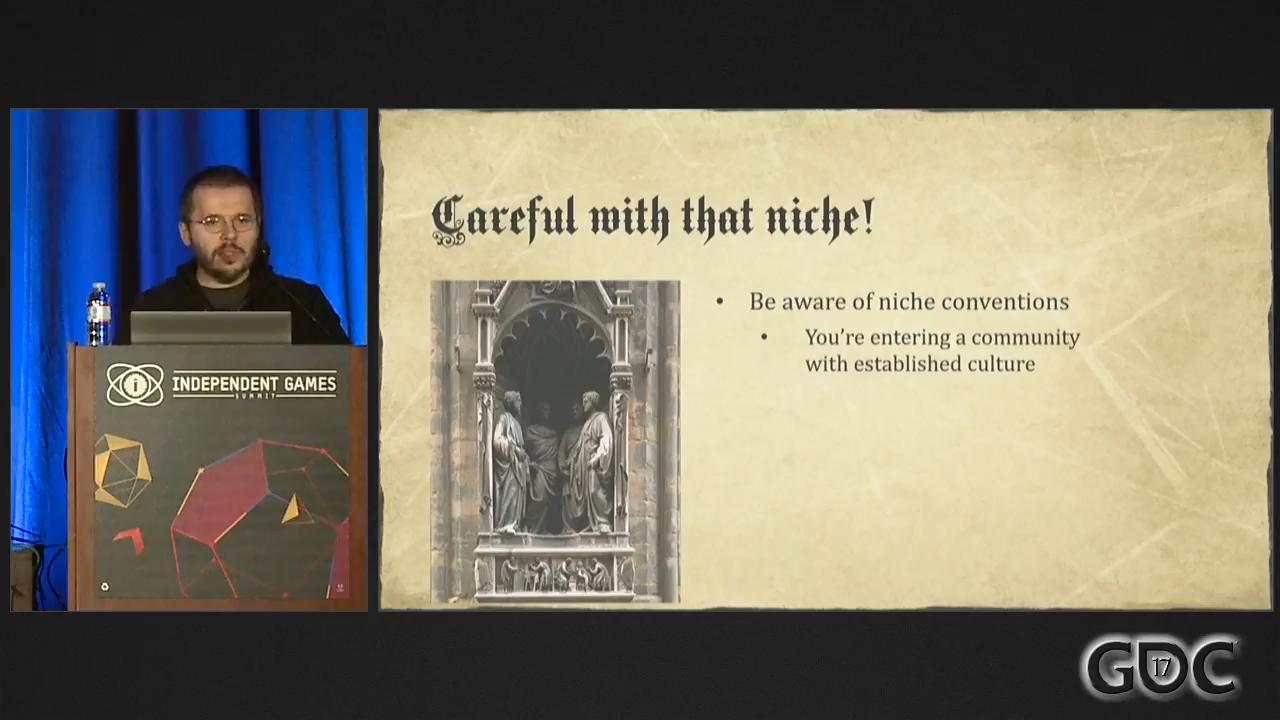 Careful with that niche!
• Be aware of niche conventions
• You're entering a community
with established culture
i
INDEPENDENT GAMES
SUMMIT
GDC
17